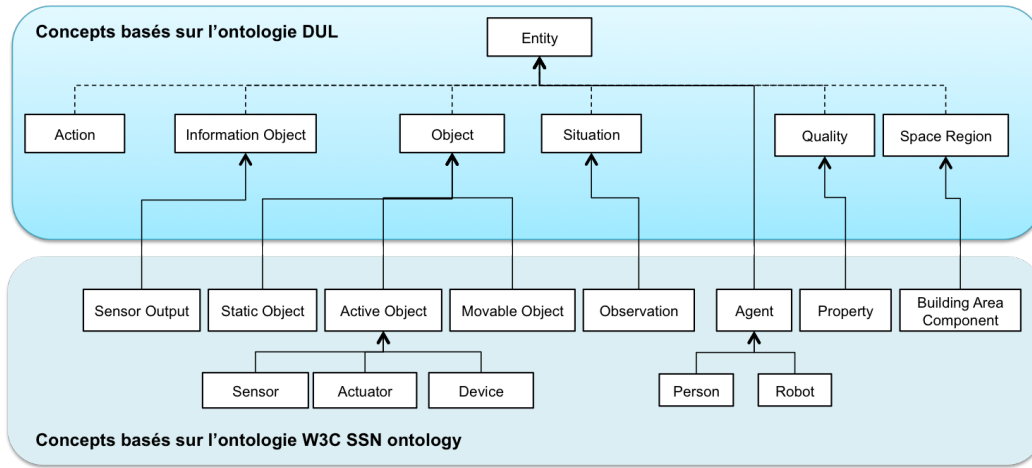 Concepts basés sur l'ontologie DUL
Entity
Action
Information Object
Object
Situation
Quality
Space Region
Sensor Output
Static Object
Active Object
Movable Object
Observation
Agent
Property
Building Area
Component
Sensor
Actuator
Device
Person
Robot
Concepts basés sur l'ontologie W3C SSN ontology